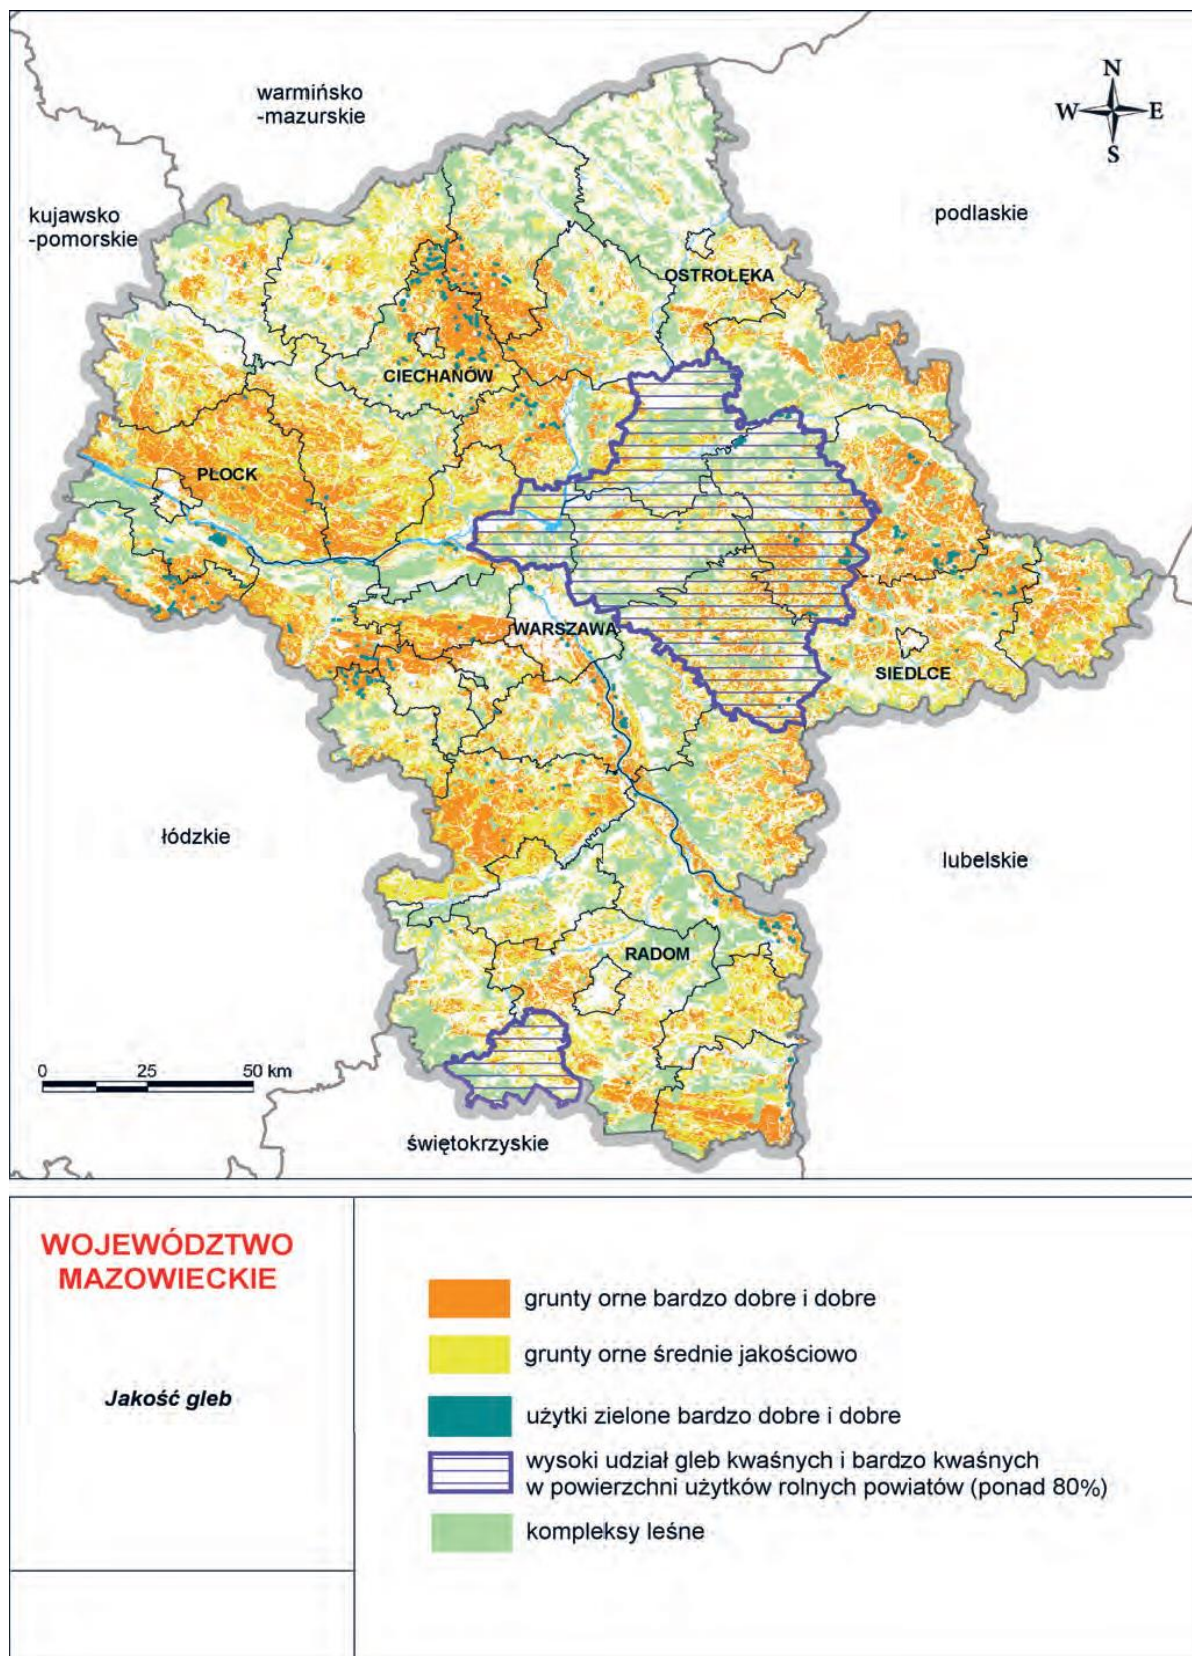 warmińsko
-mazurskie
N
W
E
S
kujawsko
-pomorskie
podlaskie
OSTROŁĘKA
CIECHANÓW
PŁOCK
WARSZAWA
SIEDLCE
łódzkie
lubelskie
RADOM
0 25 50 km
świętokrzyskie
WOJEWÓDZTWO
MAZOWIECKIE
Jakość gleb
grunty orne bardzo dobre i dobre
grunty orne średnie jakościowo
użytki zielone bardzo dobre i dobre
wysoki udział gleb kwaśnych i bardzo kwaśnych
w powierzchni użytków rolnych powiatów (ponad 80%)
kompleksy leśne